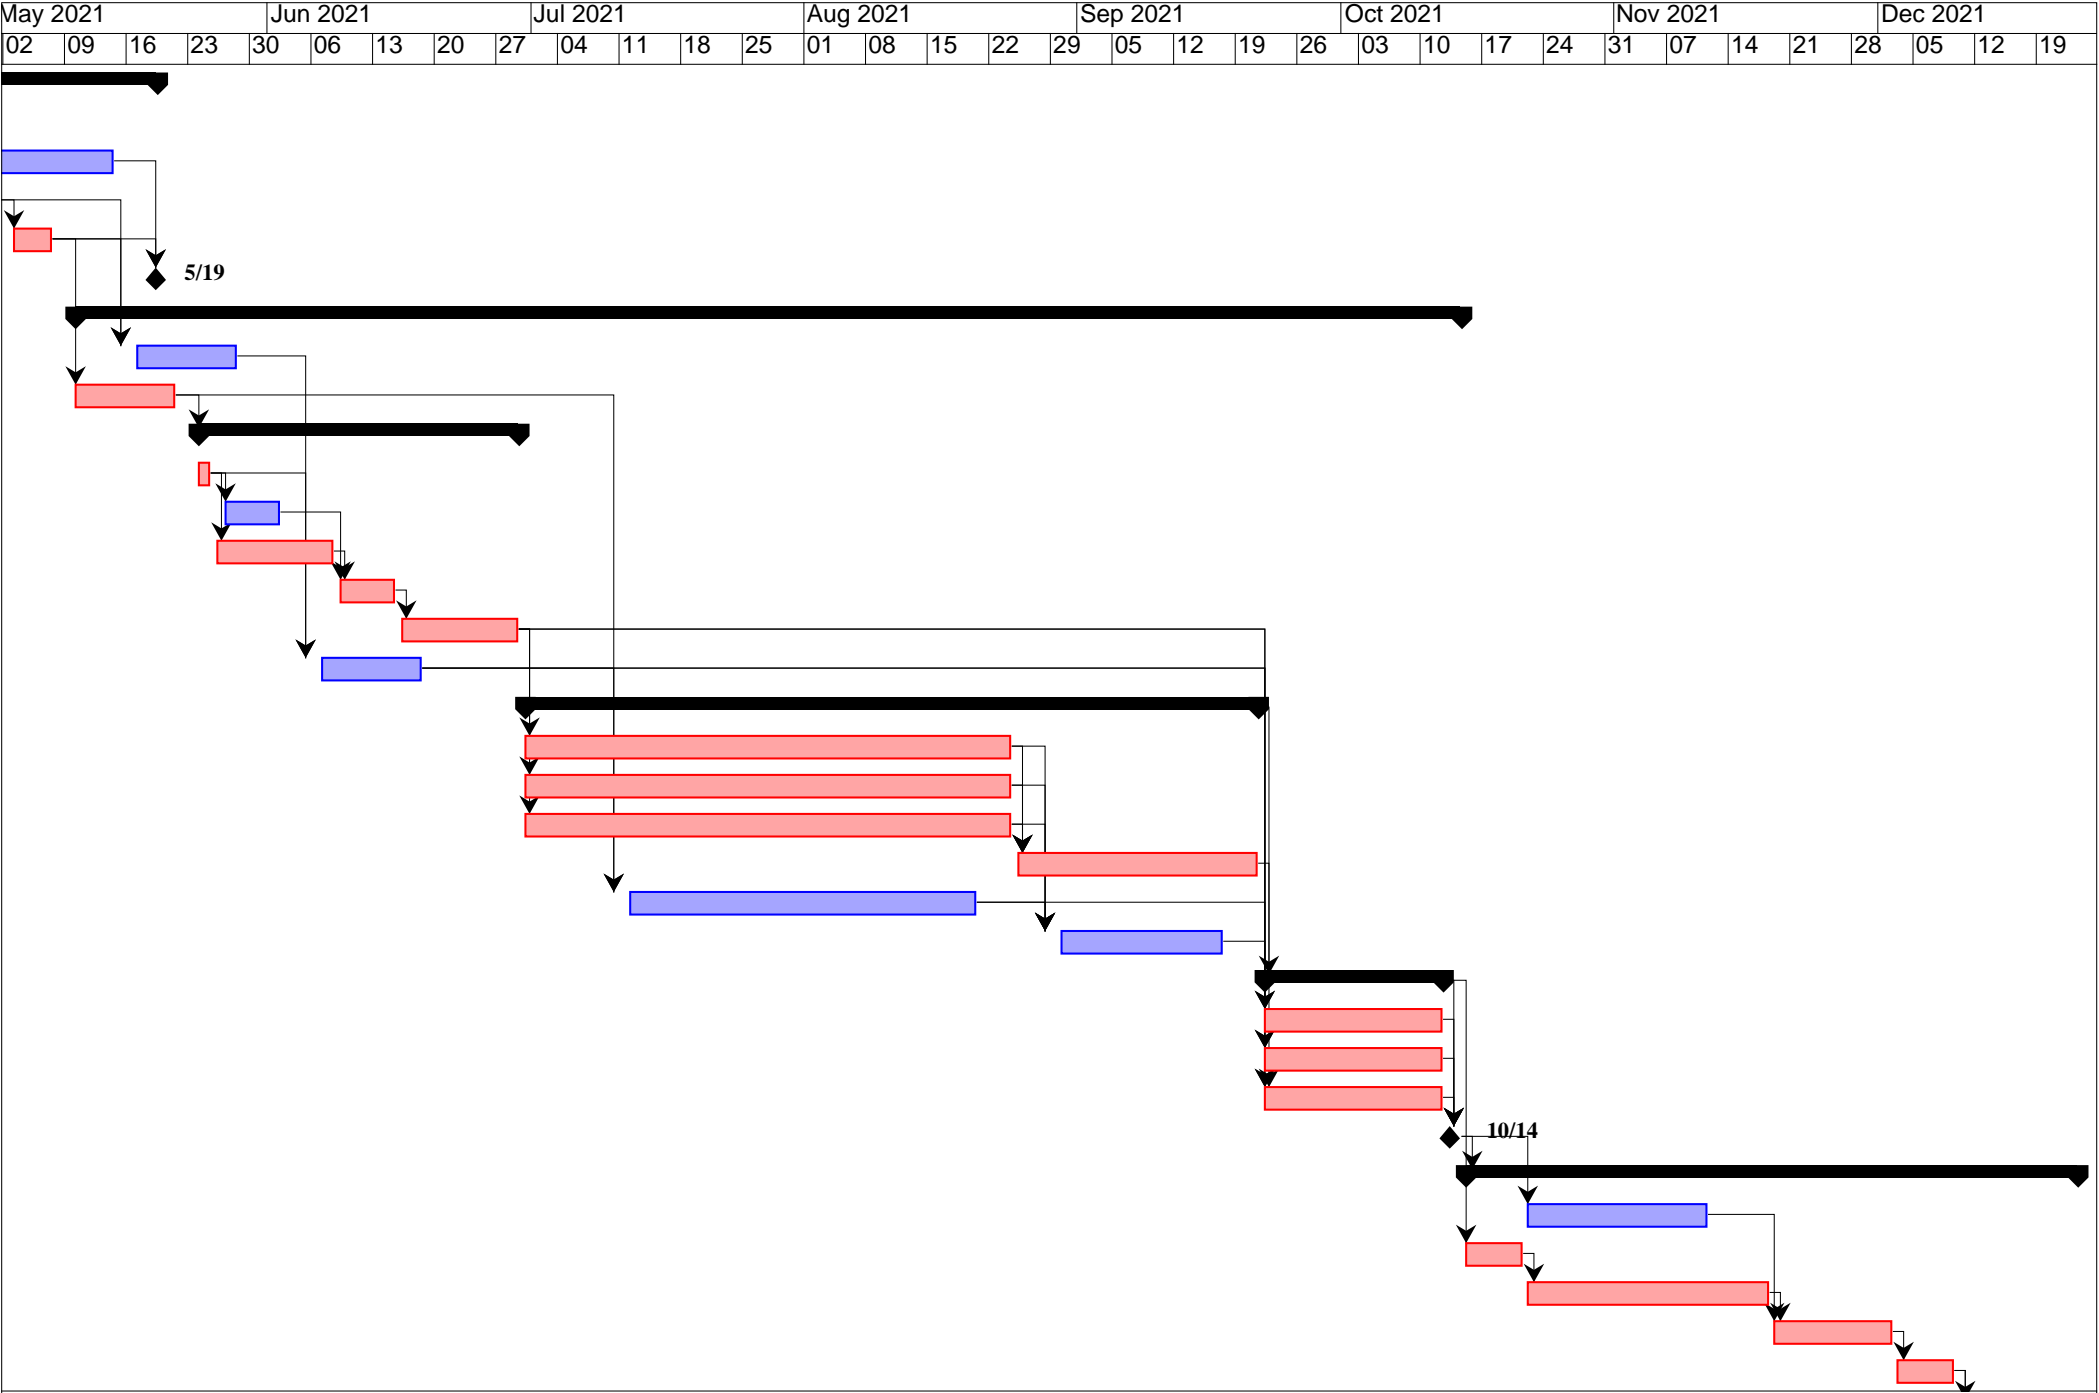 May 2021 Jun 2021 Jul 2021 Aug 2021 Sep 2021 Oct 2021 Nov 2021 Dec 2021
02 09 16 23 30 06 13 20 27 04 11 18 25 01 08 15 22 29 05 12 19 26 03 10 17 24 31 07 14 21 28 05 12 19
5/19
10/14